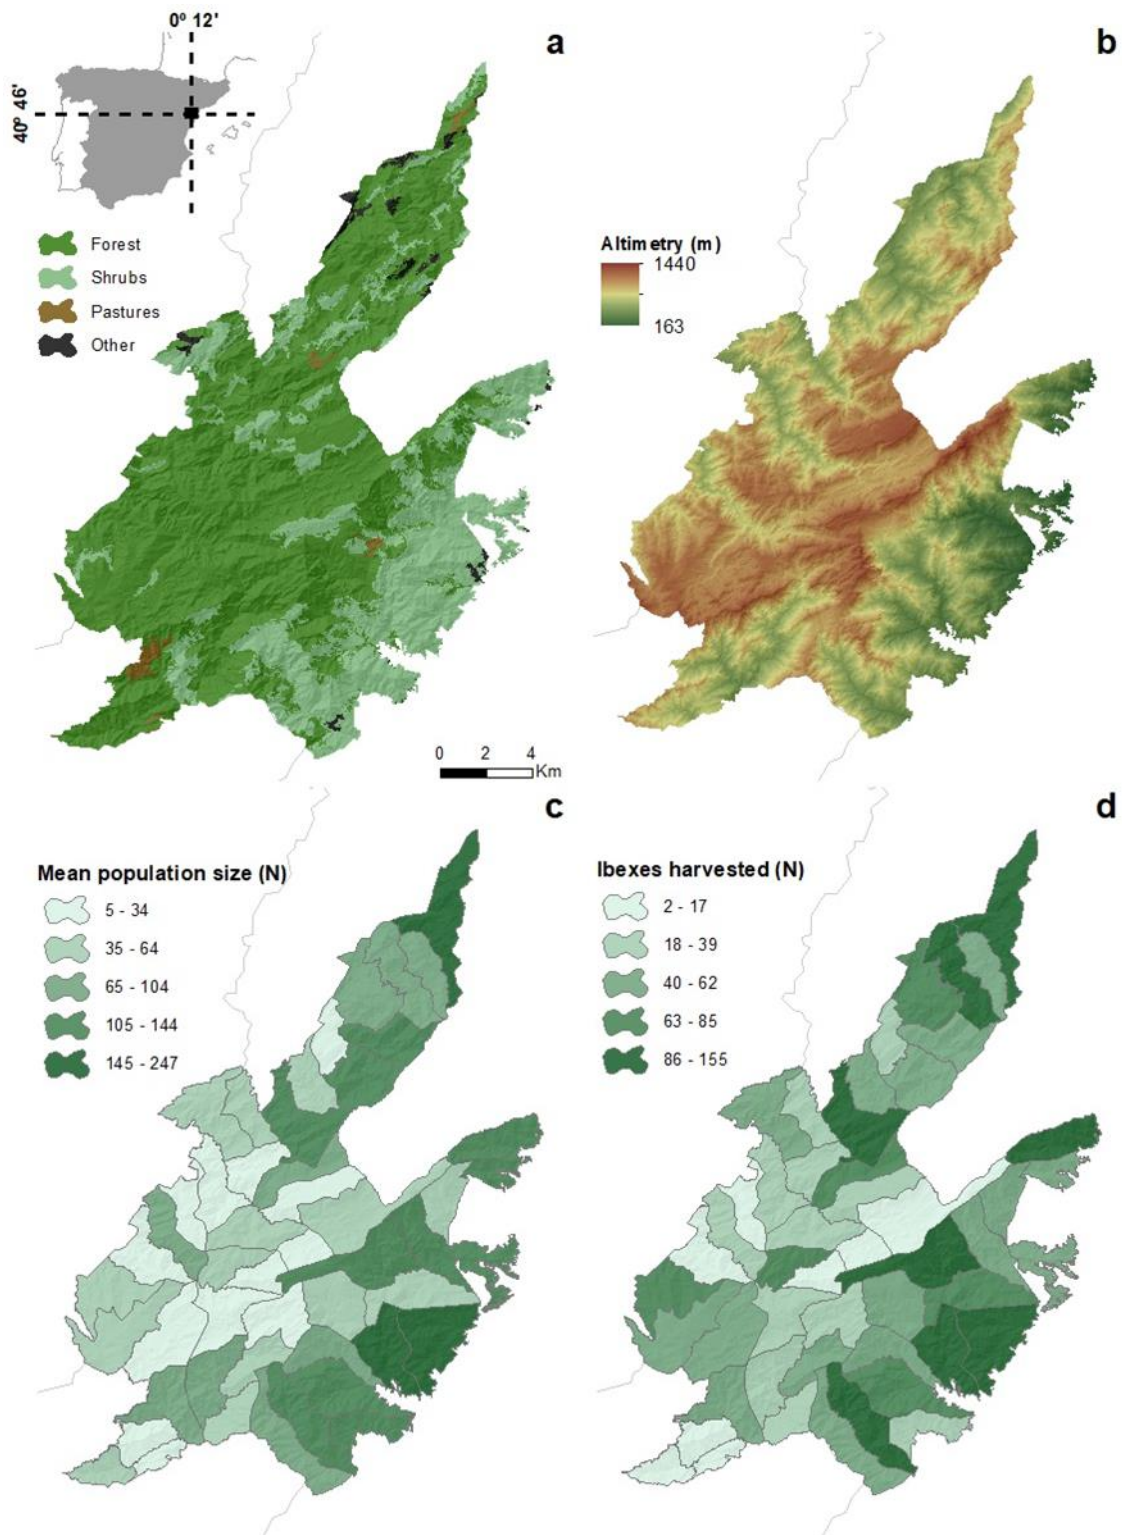 0º 12'
a
b
40º 46'
Forest
Shrubs
Pastures
Other
Altimetry (m)
1440
163
0 2 4
Km
c
d
Mean population size (N)
5 - 34
35 - 64
65 - 104
105 - 144
145 - 247
Ibexes harvested (N)
2 - 17
18 - 39
40 - 62
63 - 85
86 - 155